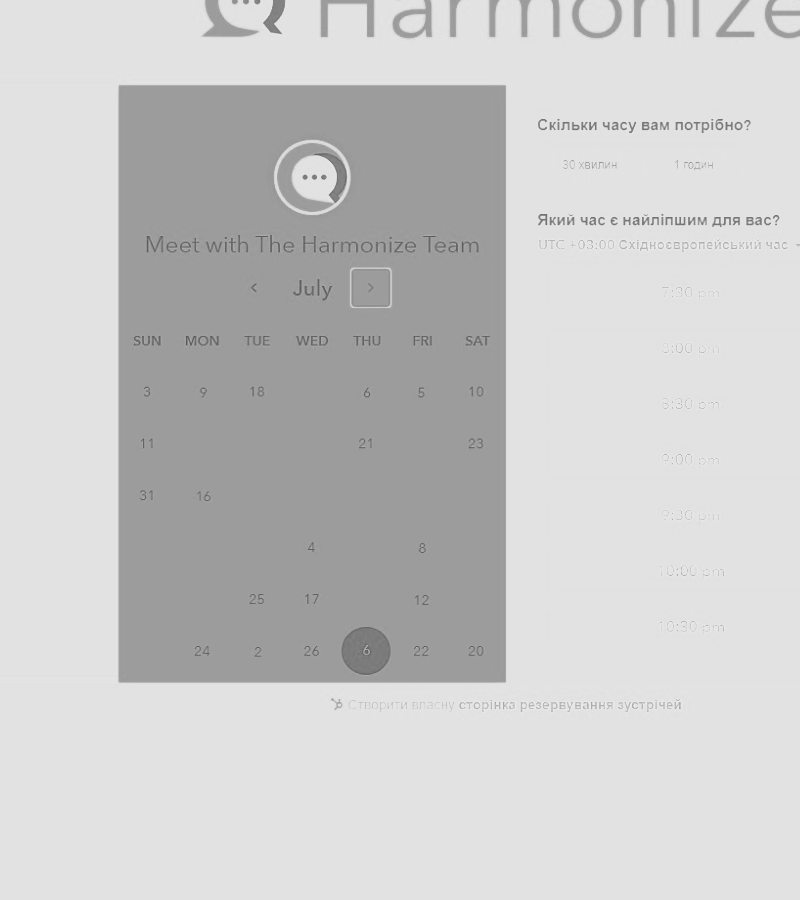 Harmonize
Meet with The Harmonize Team
July
SUN MON TUE WED THU FRI SAT
3 9 18 6 5 10
11 21 23
31 16
4 8
25 17 12
24 2 26 6 22 20
Скільки часу вам потрібно?
30 хвилин 1 годин
Який час є найліпшим для вас?
UTC +03:00 Східноєвропейський час
7:30 pm
8:00 pm
8:30 pm
9:00 pm
9:30 pm
10:00 pm
10:30 pm
Створити власну сторінка резервування зустрічей